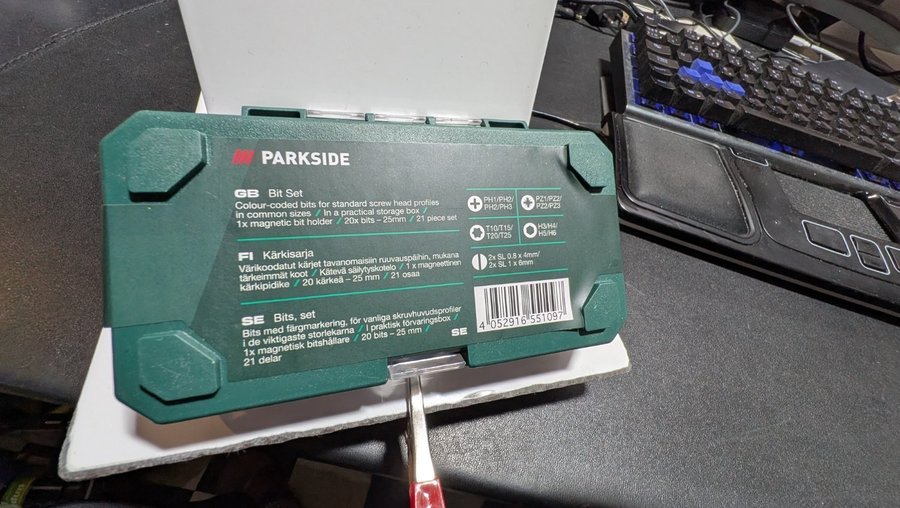 PARKSIDE
GB Bit Set
Colour-coded bits for standard screw head profiles
in common sizes / In a practical storage box /
1x magnetic bit holder / 20x bits – 25mm / 21 piece set
FI Kärkisarja
Värikoodatut kärjet tavanomaisiin ruuvauspäihin, mukana
tärkeimmät koot / Kätevä säilytyskotelo / 1 x magneettinen
kärkipidike / 20 kärkeä – 25 mm / 21 osaa
SE Bits, set
Bits med färgmarkering, för vanliga skruvhuvudsprofiler
i de viktigaste storlekarna / I praktisk förvaringsbox /
1x magnetisk bitshållare / 20 bits – 25 mm /
21 delar
SE
PH1/PH2/
PH2/PH3
PZ1/PZ2/
PZ2/PZ3
T10/T15/
T20/T25
H3/H4/
H5/H6
2x SL 0.8 x 4mm/
2x SL 1 x 6mm
4 052916 551097